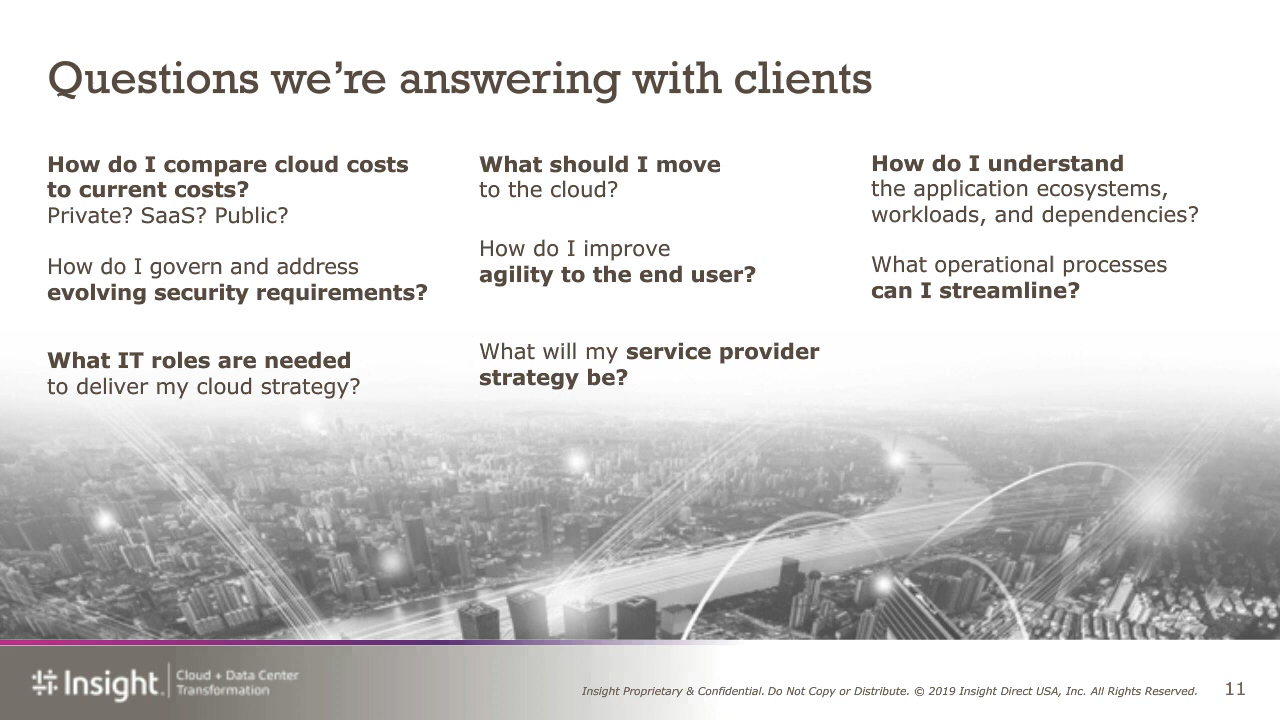 Questions we're answering with clients
How do I compare cloud costs
to current costs?
Private? SaaS? Public?
How do I govern and address
evolving security requirements?
What IT roles are needed
to deliver my cloud strategy?
What should I move
to the cloud?
How do I improve
agility to the end user?
What will my service provider
strategy be?
How do I understand
the application ecosystems,
workloads, and dependencies?
What operational processes
can I streamline?
Insight.
Cloud + Data Center
Transformation
Insight Proprietary & Confidential. Do Not Copy or Distribute. © 2019 Insight Direct USA, Inc. All Rights Reserved.
11